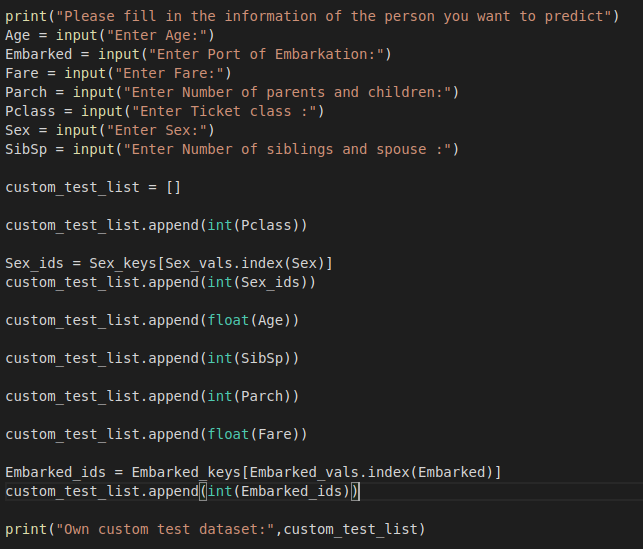 print("Please fill in the information of the person you want to predict")
Age = input("Enter Age:")
Embarked = input("Enter Port of Embarkation:")
Fare = input("Enter Fare:")
Parch = input("Enter Number of parents and children:")
Pclass = input("Enter Ticket class :")
Sex = input("Enter Sex:")
SibSp = input("Enter Number of siblings and spouse :")
custom_test_list = []
custom_test_list.append(int(Pclass))
Sex_ids = Sex_keys[Sex_vals.index(Sex)]
custom_test_list.append(int(Sex_ids))
custom_test_list.append(float(Age))
custom_test_list.append(int(SibSp))
custom_test_list.append(int(Parch))
custom_test_list.append(float(Fare))
Embarked_ids = Embarked_keys[Embarked_vals.index(Embarked)]
custom_test_list.append(int(Embarked_ids))
print("Own custom test dataset:",custom_test_list)